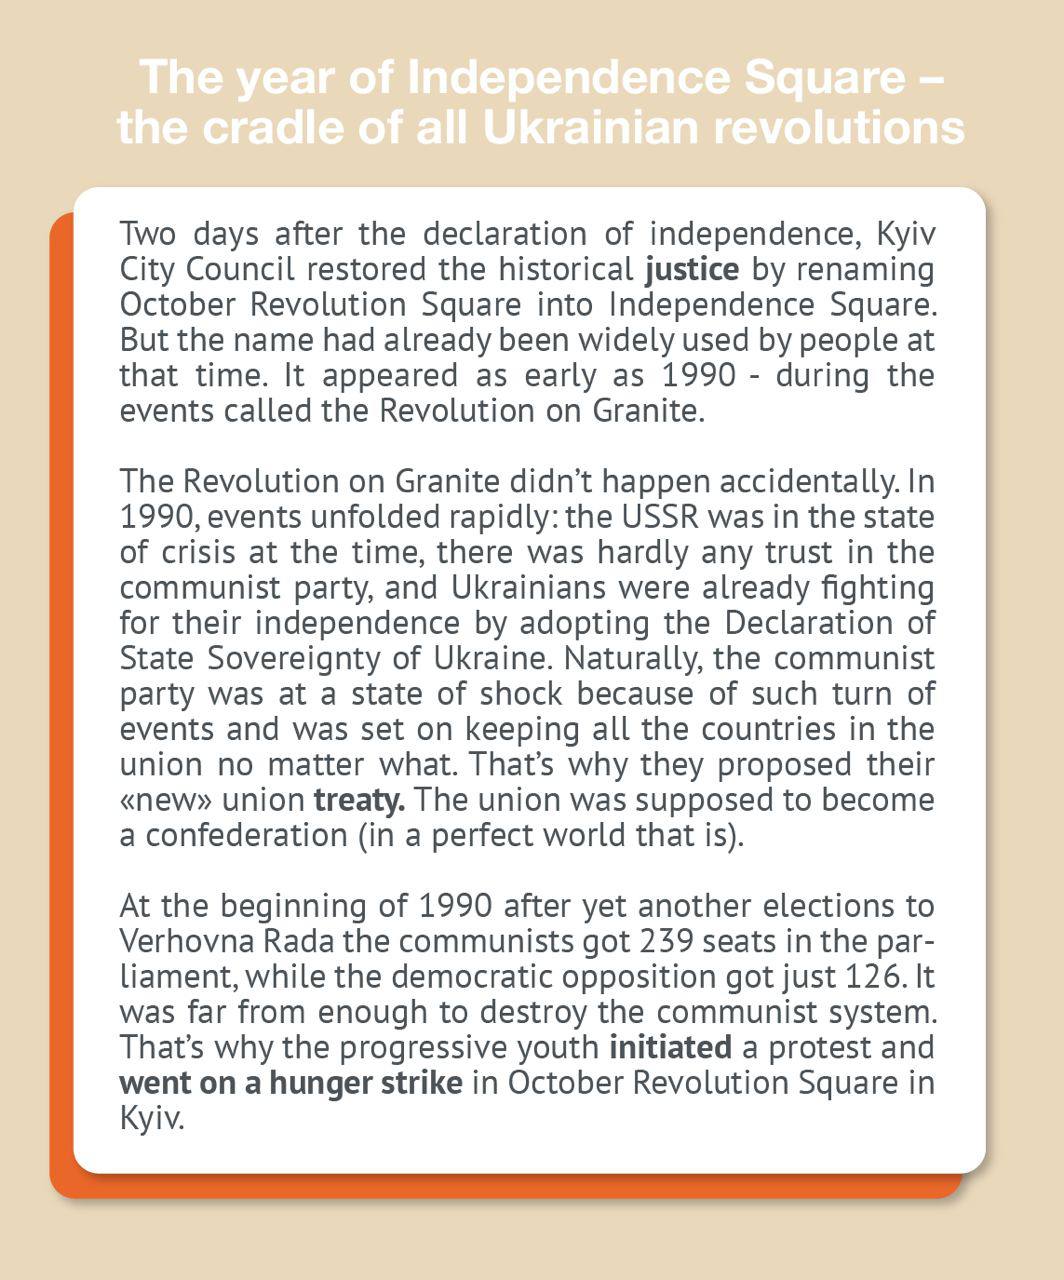 The year of Independence Square –
the cradle of all Ukrainian revolutions
Two days after the declaration of independence, Kyiv
City Council restored the historical justice by renaming
October Revolution Square into Independence Square.
But the name had already been widely used by people at
that time. It appeared as early as 1990 - during the
events called the Revolution on Granite.
The Revolution on Granite didn’t happen accidentally. In
1990, events unfolded rapidly: the USSR was in the state
of crisis at the time, there was hardly any trust in the
communist party, and Ukrainians were already fighting
for their independence by adopting the Declaration of
State Sovereignty of Ukraine. Naturally, the communist
party was at a state of shock because of such turn of
events and was set on keeping all the countries in the
union no matter what. That’s why they proposed their
«new» union treaty. The union was supposed to become
a confederation (in a perfect world that is).
At the beginning of 1990 after yet another elections to
Verhovna Rada the communists got 239 seats in the par-
liament, while the democratic opposition got just 126. It
was far from enough to destroy the communist system.
That’s why the progressive youth initiated a protest and
went on a hunger strike in October Revolution Square in
Kyiv.